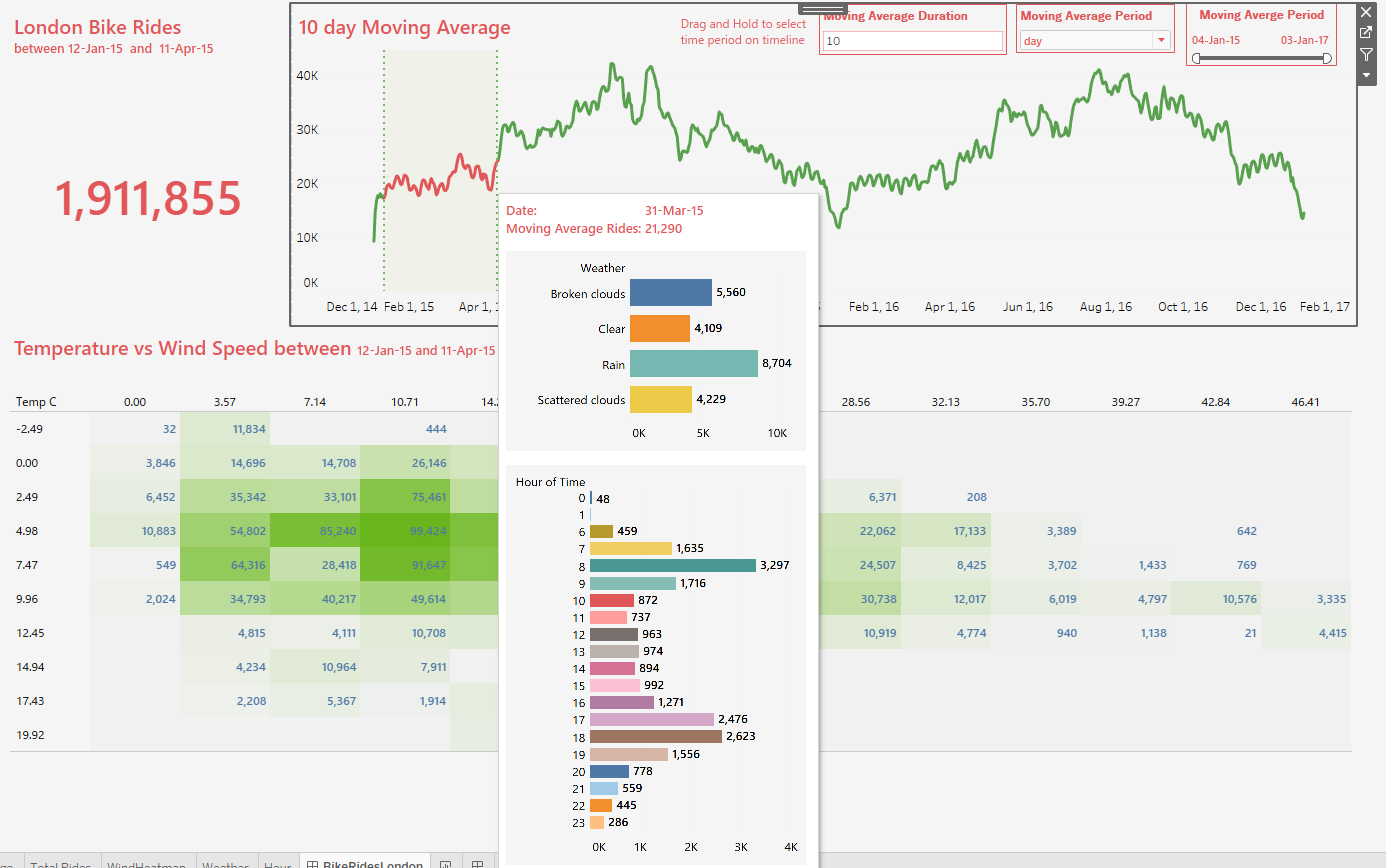 London Bike Rides
between 12-Jan-15 and 11-Apr-15
1,911,855
10 day Moving Average
Drag and Hold to select
time period on timeline
Moving Average Duration
10
Moving Average Period
day
Moving Averge Period
04-Jan-15 03-Jan-17
40K
30K
20K
10K
0K
Dec 1, 14 Feb 1, 15 Apr 1, Feb 1, 16 Apr 1, 16 Jun 1, 16 Aug 1, 16 Oct 1, 16 Dec 1, 16 Feb 1, 17
Date: 31-Mar-15
Moving Average Rides: 21,290
Weather
Broken clouds 5,560
Clear 4,109
Rain 8,704
Scattered clouds 4,229
0K 5K 10K
Hour of Time
0 48
1
6 459
7 1,635
8 3,297
9 1,716
10 872
11 737
12 963
13 974
14 894
15 992
16 1,271
17 2,476
18 2,623
19 1,556
20 778
21 559
22 445
23 286
0K 1K 2K 3K 4K
Temperature vs Wind Speed between 12-Jan-15 and 11-Apr-15
Temp C 0.00 3.57 7.14 10.71 14.2 28.56 32.13 35.70 39.27 42.84 46.41
-2.49 32 11,834 444
0.00 3,846 14,696 14,708 26,146
2.49 6,452 35,342 33,101 75,461 6,371 208
4.98 10,883 54,802 85,240 99,424 22,062 17,133 3,389 642
7.47 549 64,316 28,418 91,647 24,507 8,425 3,702 1,433 769
9.96 2,024 34,793 40,217 49,614 30,738 12,017 6,019 4,797 10,576 3,335
12.45 4,815 4,111 10,708 10,919 4,774 940 1,138 21 4,415
14.94 4,234 10,964 7,911
17.43 2,208 5,367 1,914
19.92
Total Rides WindHeatmap Weather Hour BikeRidesLondon